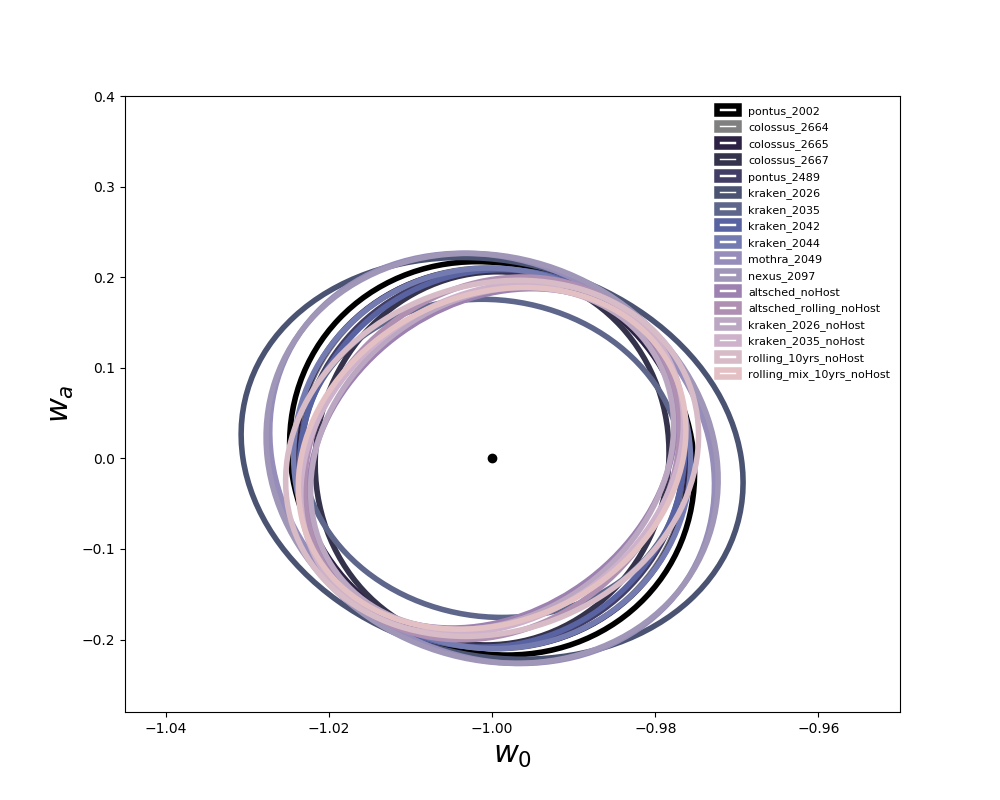 0.4
0.3
0.2
0.1
0.0
−0.1
−0.2
w_a
−1.04
−1.02
−1.00
−0.98
−0.96
w_0
pontus_2002
colossus_2664
colossus_2665
colossus_2667
pontus_2489
kraken_2026
kraken_2035
kraken_2042
kraken_2044
mothra_2049
nexus_2097
altsched_noHost
altsched_rolling_noHost
kraken_2026_noHost
kraken_2035_noHost
rolling_10yrs_noHost
rolling_mix_10yrs_noHost